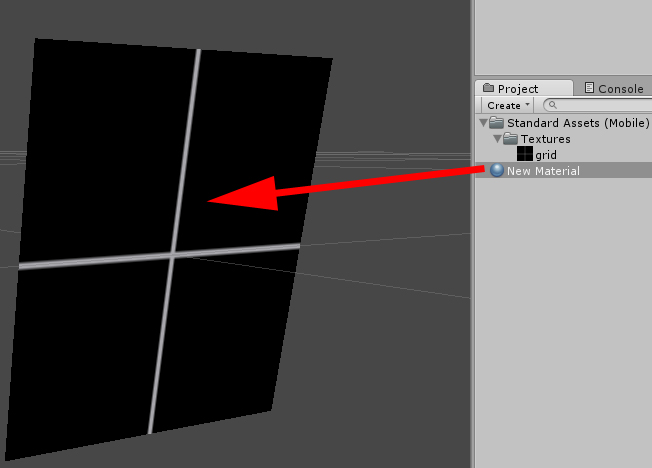 Project
Console
Create
Standard Assets (Mobile)
Textures
grid
New Material